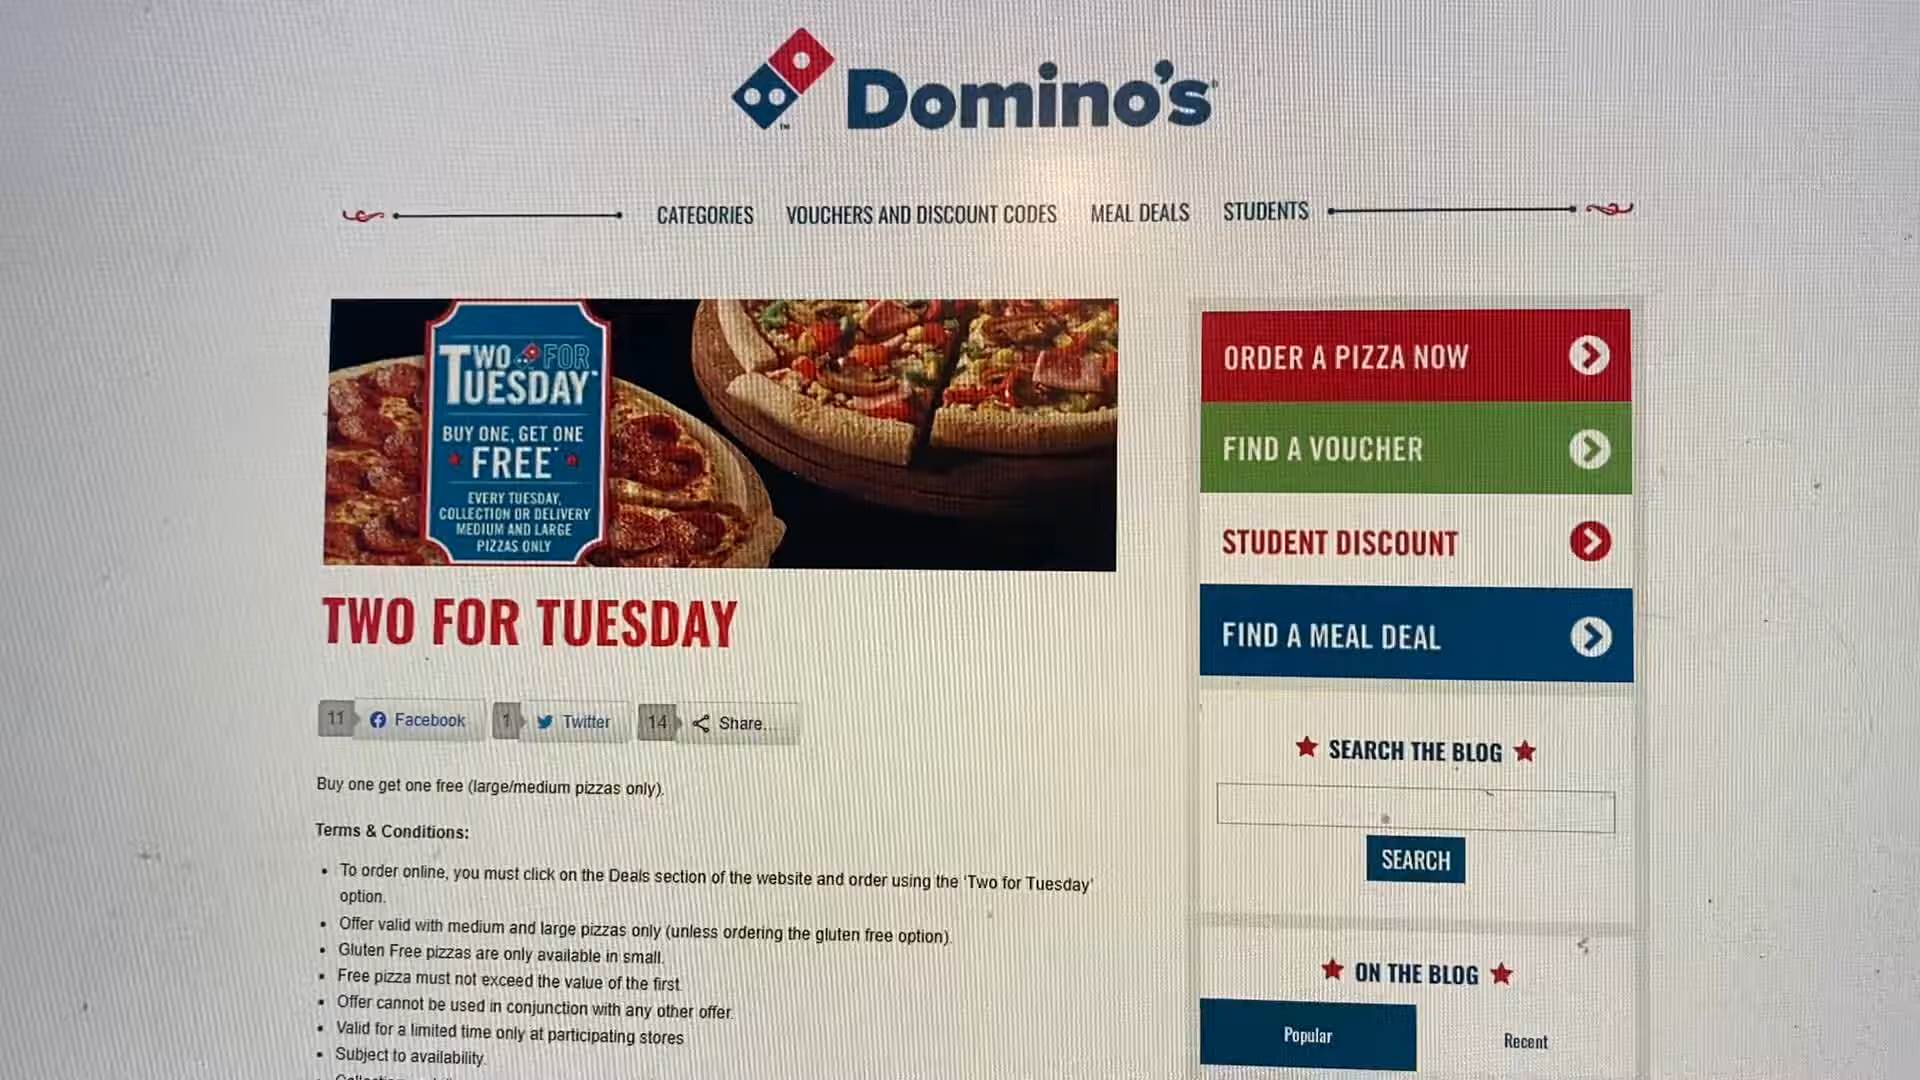 Domino's
CATEGORIES VOUCHERS AND DISCOUNT CODES MEAL DEALS STUDENTS
TWO FOR
TUESDAY
BUY ONE, GET ONE
FREE*
EVERY TUESDAY,
COLLECTION OR DELIVERY
MEDIUM AND LARGE
PIZZAS ONLY
TWO FOR TUESDAY
11 Facebook 1 Twitter 14 Share...
Buy one get one free (large/medium pizzas only).
Terms & Conditions:
To order online, you must click on the Deals section of the website and order using the ‘Two for Tuesday’
option.
Offer valid with medium and large pizzas only (unless ordering the gluten free option).
Gluten Free pizzas are only available in small.
Free pizza must not exceed the value of the first.
Offer cannot be used in conjunction with any other offer.
Valid for a limited time only at participating stores
Subject to availability.
ORDER A PIZZA NOW
FIND A VOUCHER
STUDENT DISCOUNT
FIND A MEAL DEAL
SEARCH THE BLOG
SEARCH
ON THE BLOG
Popular Recent